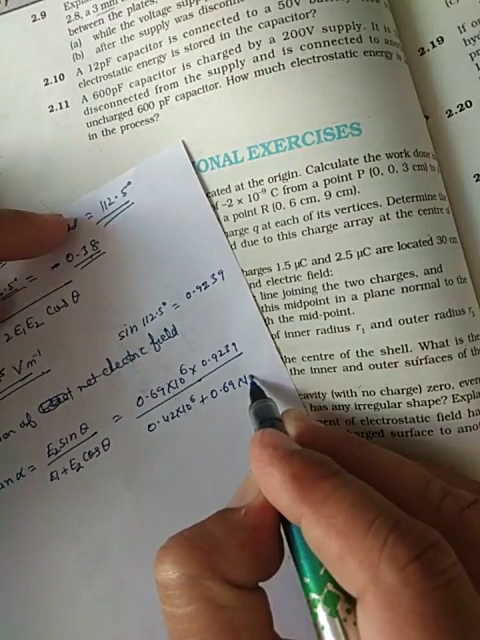 2.9 Explain
2.8, a 3 mm
between the plates,
(a) while the voltage supp
(b) after the supply was disconn
2.10 A 12pF capacitor is connected to a 50V
electrostatic energy is stored in the capacitor?
2.11 A 600pF capacitor is charged by a 200V supply. It is
disconnected from the supply and is connected to ano
uncharged 600 pF capacitor. How much electrostatic energy is
in the process?
ONAL EXERCISES
ated at the origin. Calculate the work done
f -2 × 10⁻⁹ C from a point P (0, 0, 3 cm) to
a point R (0, 6 cm, 9 cm).
harge q at each of its vertices. Determine the
d due to this charge array at the centre
harges 1.5 μC and 2.5 μC are located 30 cm
nd electric field:
line joining the two charges, and
this midpoint in a plane normal to the
h the mid-point.
of inner radius r₁ and outer radius r₂
he centre of the shell. What is the
the inner and outer surfaces of the
cavity (with no charge) zero, even
has any irregular shape? Expla
nent of electrostatic field ha
harged surface to anot
2.19 If o
hyd
2.20
= 112.5°
= -0.38
2E₁E₂ cos θ
Vm⁻¹
sin 112.5° = 0.9239
on of net electric field
an α = E₂ sin θ / E₁ + E₂ cos θ = 0.69×10⁶ × 0.9239 / 0.42×10⁶ + 0.69